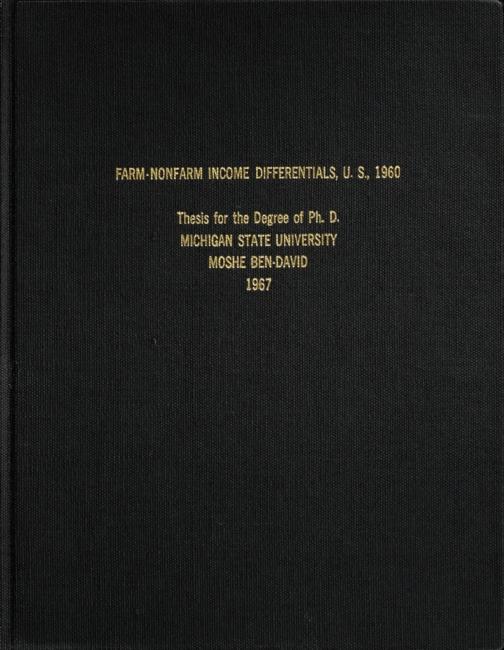 FARM-NONFARM INCOME DIFFERENTIALS, U. S., 1960
Thesis for the Degree of Ph. D.
MICHIGAN STATE UNIVERSITY
MOSHE BEN-DAVID
1967